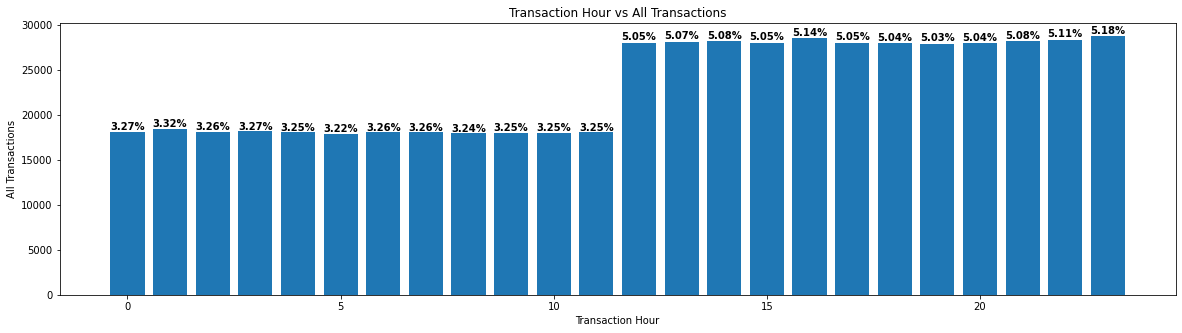 Transaction Hour vs All Transactions
All Transactions
30000
25000
20000
15000
10000
5000
0
3.27% 3.32% 3.26% 3.27% 3.25% 3.22% 3.26% 3.26% 3.24% 3.25% 3.25% 3.25% 5.05% 5.07% 5.08% 5.05% 5.14% 5.05% 5.04% 5.03% 5.04% 5.08% 5.11% 5.18%
0 5 10 15 20
Transaction Hour